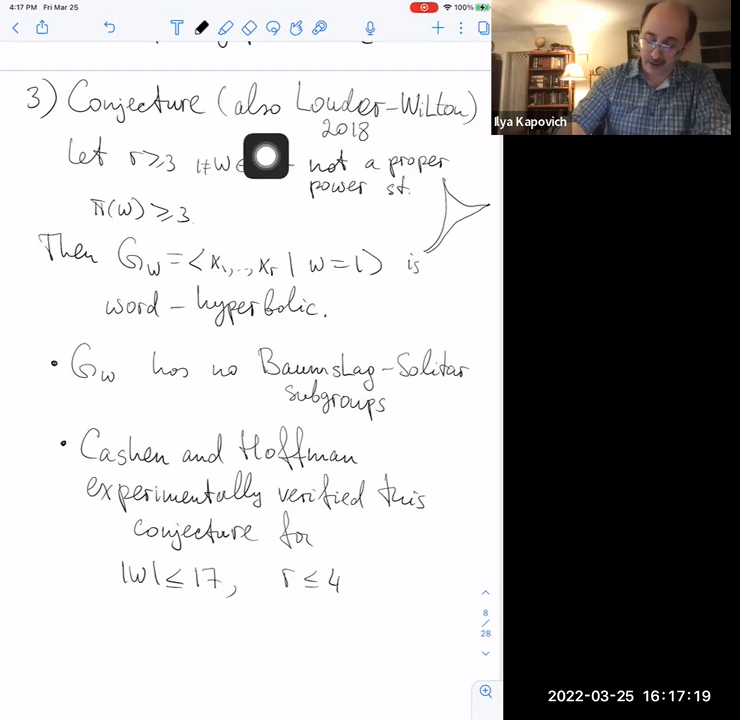 4:17 PM Fri Mar 25
100%
3) Conjecture (also Louder-Wilton)
2018
Let r≥3 1≠w∈ not a proper
power st.
π(w)≥3
Then G_w=<x_1,..,x_r | w=1> is
word-hyperbolic.
• G_w has no Baumslag-Solitar
subgroups
• Cashen and Hoffman
experimentally verified this
conjecture for
|w|≤17, r≤4
8
/
28
Ilya Kapovich
2022-03-25 16:17:19